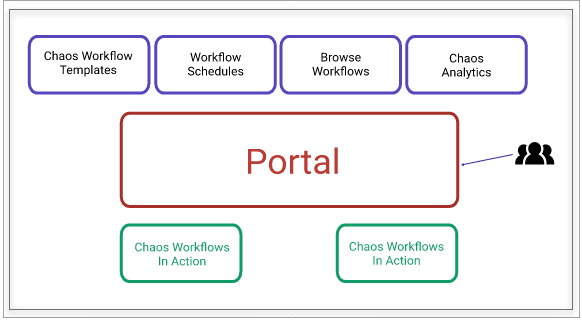 Chaos Workflow
Templates
Workflow
Schedules
Browse
Workflows
Chaos
Analytics
Portal
Chaos Workflows
In Action
Chaos Workflows
In Action